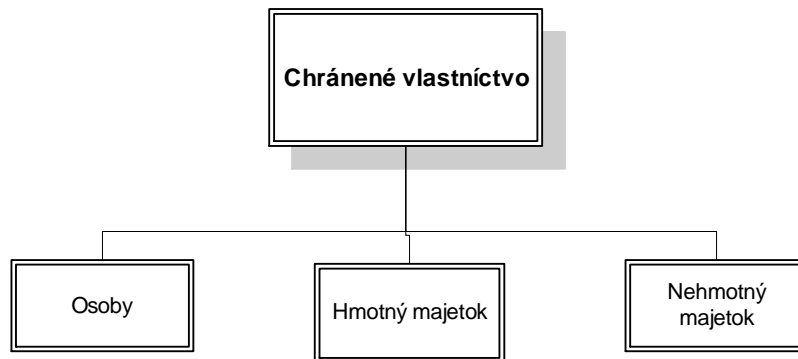 Chránené vlastníctvo
Osoby
Hmotný majetok
Nehmotný
majetok